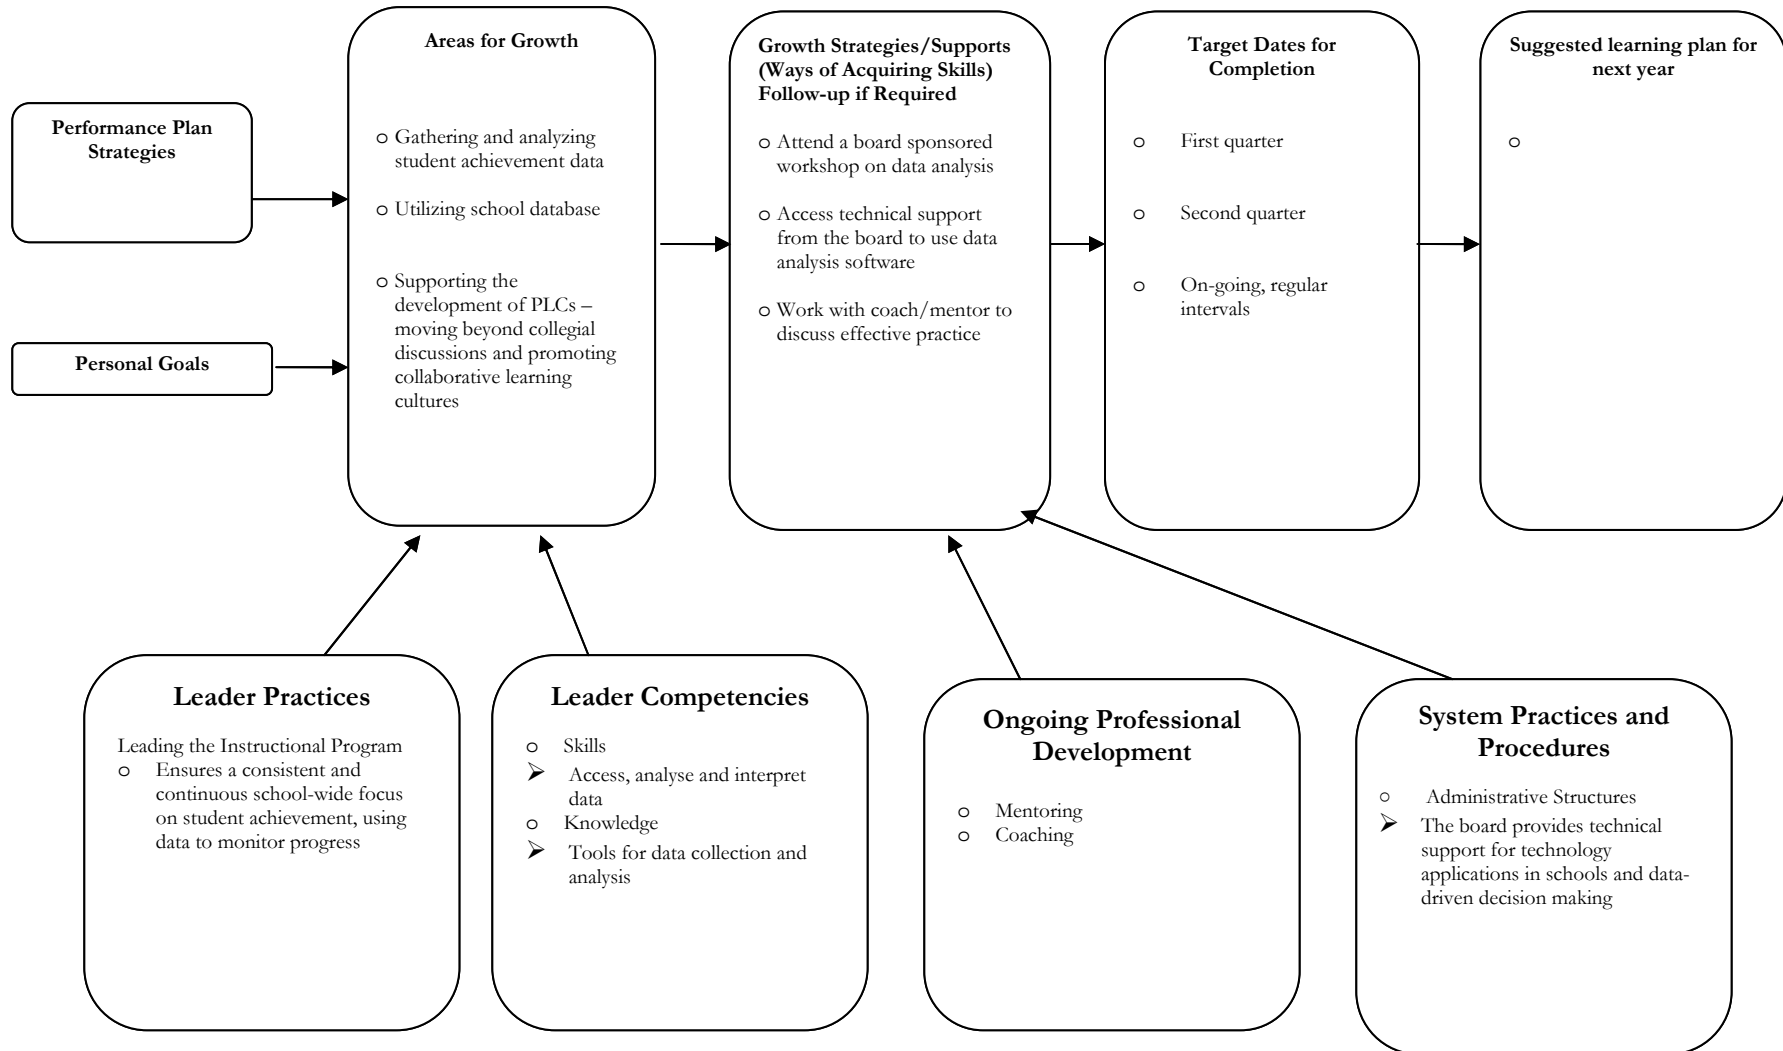 Performance Plan
Strategies
Personal Goals
Areas for Growth
o Gathering and analyzing
student achievement data
o Utilizing school database
o Supporting the
development of PLCs –
moving beyond collegial
discussions and promoting
collaborative learning
cultures
Growth Strategies/Supports
(Ways of Acquiring Skills)
Follow-up if Required
o Attend a board sponsored
workshop on data analysis
o Access technical support
from the board to use data
analysis software
o Work with coach/mentor to
discuss effective practice
Target Dates for
Completion
o First quarter
o Second quarter
o On-going, regular
intervals
Suggested learning plan for
next year
o
Leader Practices
Leading the Instructional Program
o Ensures a consistent and
continuous school-wide focus
on student achievement, using
data to monitor progress
Leader Competencies
o Skills
➢ Access, analyse and interpret
data
o Knowledge
➢ Tools for data collection and
analysis
Ongoing Professional
Development
o Mentoring
o Coaching
System Practices and
Procedures
o Administrative Structures
➢ The board provides technical
support for technology
applications in schools and data-
driven decision making